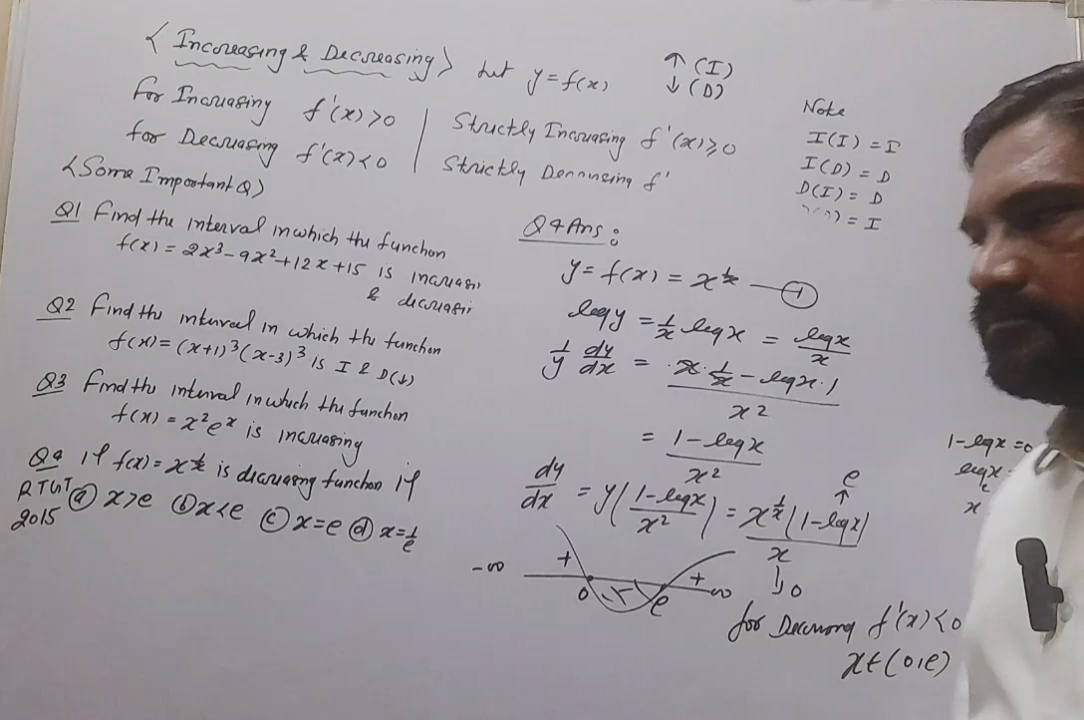 < Increasing & Decreasing > Let y=f(x)
↑ (I)
↓ (D)
for Increasing f'(x)>0
for Decreasing f'(x)<0
Strictly Increasing f'(x)≥0
Strictly f'
Note
I(I) = I
I(D) = D
D(I) = D
) = I
<Some Important Q>
Q1 Find the interval in which the function
f(x) = 2x³-9x²+12x+15 is increasi
& decreasi
Q2 Find the interval in which the function
f(x)=(x+1)³(x-3)³ is I & D(↓)
Q3 Find the interval in which the function
f(x) = x²eˣ is increasing
Q4 If f(x)=x^(1/x) is decreasing function if
RTGT 2015 (a) x>e (b) x<e (c) x=e (d) x=1/e
Q4 Ans:
y= f(x) = x^(1/x) —(1)
log y = 1/x log x = log x / x
1/y dy/dx = (x·1/x - log x·1) / x²
= (1-log x) / x²
dy/dx = y((1-log x)/x²) = x^(1/x)(1-log x) / x
e
↓0
1-log x =0
log x
x
-∞ + 0 - e + ∞
for Decreasing f'(x)<0
x∈(0,e)